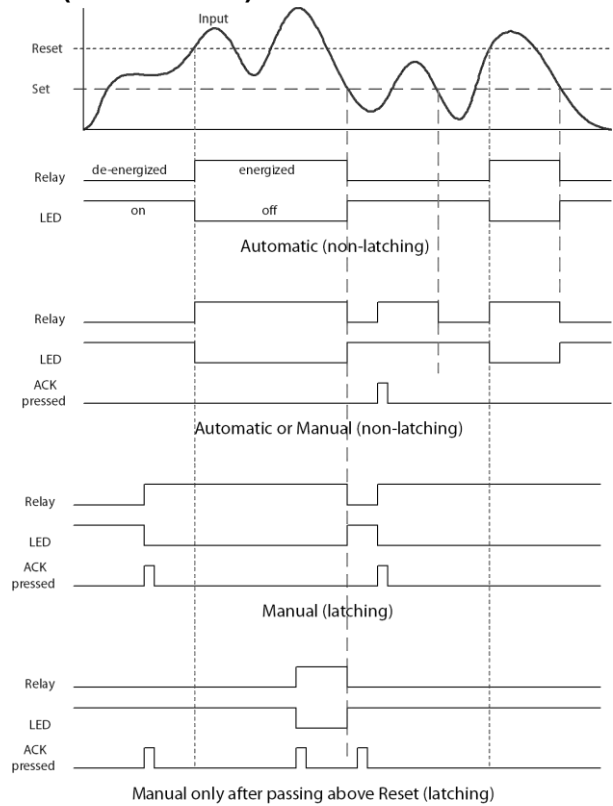 Input
Reset
Set
de-energized energized
Relay
on off
LED
Automatic (non-latching)
Relay
LED
ACK
pressed
Automatic or Manual (non-latching)
Relay
LED
ACK
pressed
Manual (latching)
Relay
LED
ACK
pressed
Manual only after passing above Reset (latching)